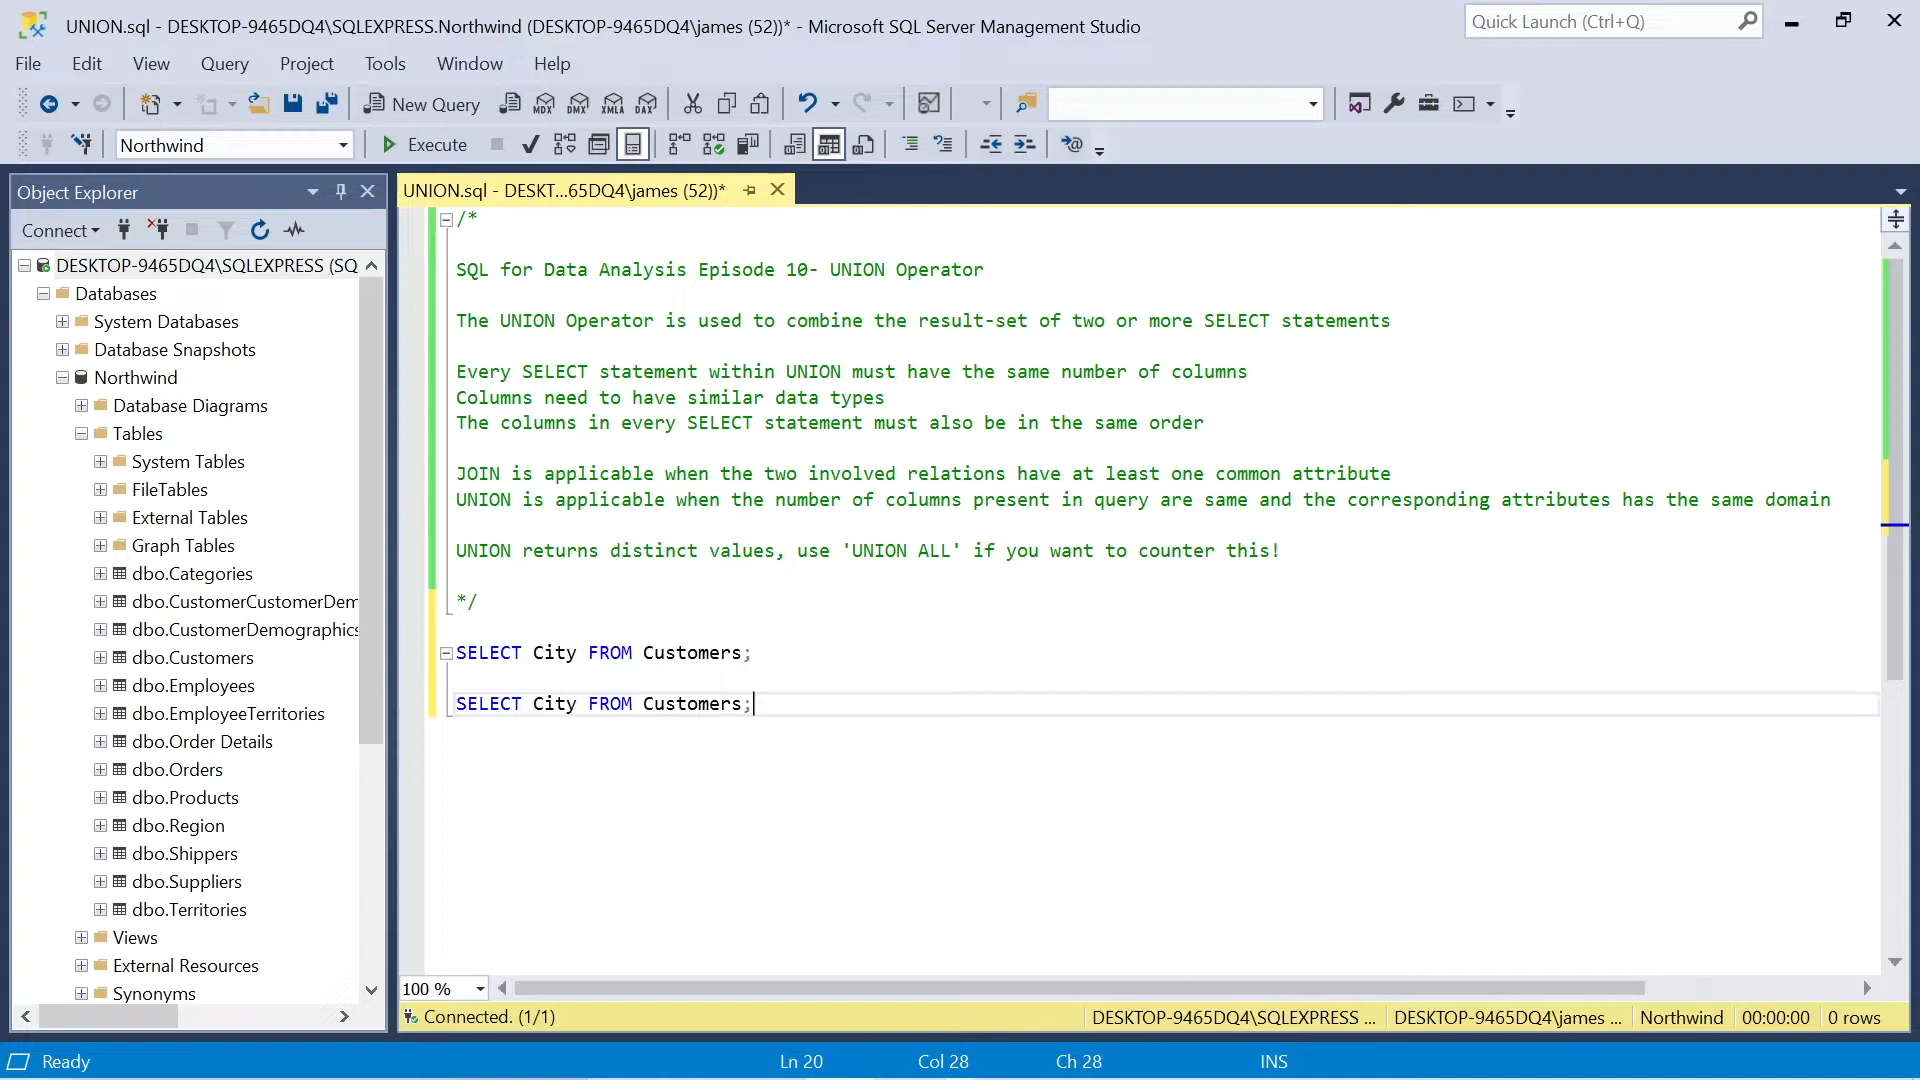 UNION.sql - DESKTOP-9465DQ4\SQLEXPRESS.Northwind (DESKTOP-9465DQ4\james (52))* - Microsoft SQL Server Management Studio
Quick Launch (Ctrl+Q)
File Edit View Query Project Tools Window Help
New Query MDX DMX XMLA DAX
Northwind Execute
Object Explorer
UNION.sql - DESKT...65DQ4\james (52))*
Connect
DESKTOP-9465DQ4\SQLEXPRESS (SQ
Databases
System Databases
Database Snapshots
Northwind
Database Diagrams
Tables
System Tables
FileTables
External Tables
Graph Tables
dbo.Categories
dbo.CustomerCustomerDem
dbo.CustomerDemographics
dbo.Customers
dbo.Employees
dbo.EmployeeTerritories
dbo.Order Details
dbo.Orders
dbo.Products
dbo.Region
dbo.Shippers
dbo.Suppliers
dbo.Territories
Views
External Resources
Synonyms
/*
SQL for Data Analysis Episode 10- UNION Operator
The UNION Operator is used to combine the result-set of two or more SELECT statements
Every SELECT statement within UNION must have the same number of columns
Columns need to have similar data types
The columns in every SELECT statement must also be in the same order
JOIN is applicable when the two involved relations have at least one common attribute
UNION is applicable when the number of columns present in query are same and the corresponding attributes has the same domain
UNION returns distinct values, use 'UNION ALL' if you want to counter this!
*/
SELECT City FROM Customers;
SELECT City FROM Customers;
100 %
Connected. (1/1)
DESKTOP-9465DQ4\SQLEXPRESS ... DESKTOP-9465DQ4\james ... Northwind 00:00:00 0 rows
Ready Ln 20 Col 28 Ch 28 INS